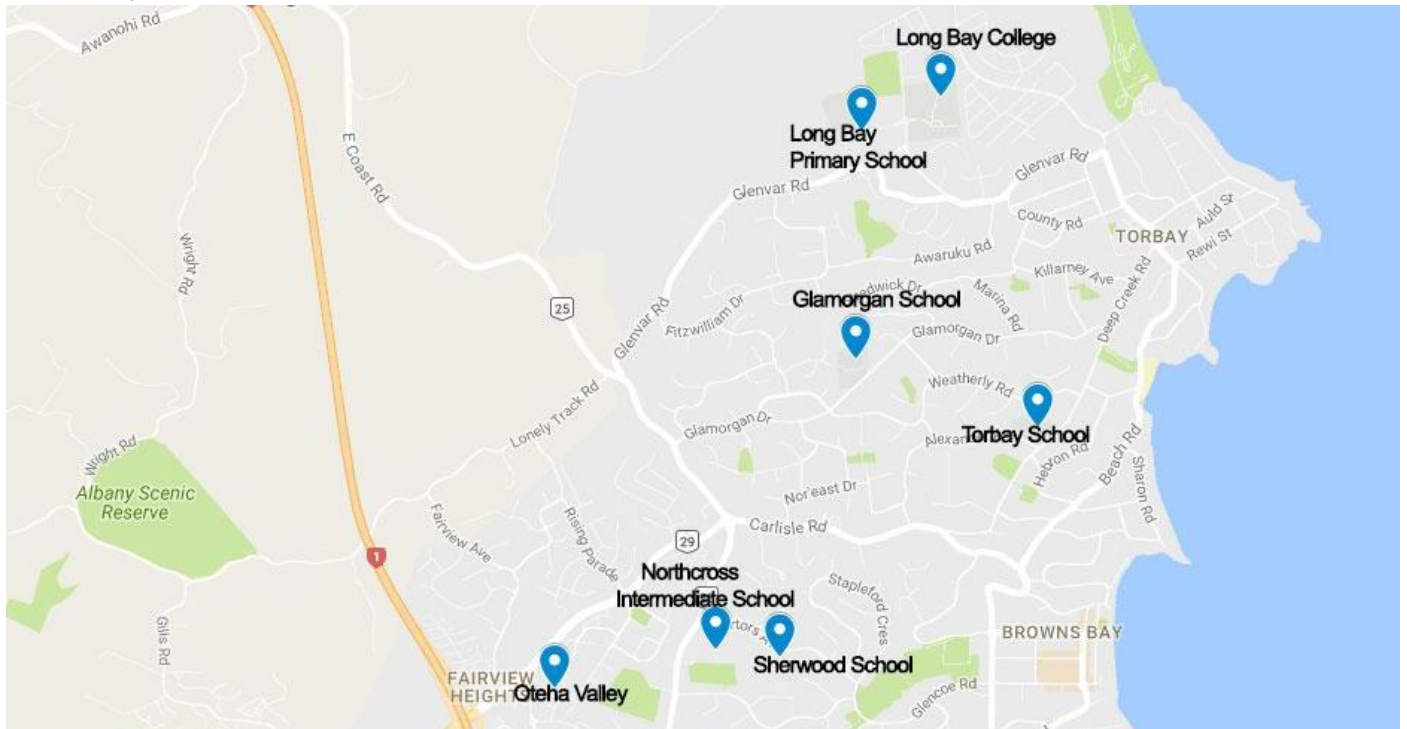 Awanohi Rd
Long Bay College
E Coast Rd
Long Bay
Primary School
Glenvar Rd
Glenvar Rd
County Rd
Auld St
TORBAY
Rewi St
Wright Rd
Awaruku Rd
Killarney Ave
Glamorgan School
Marina Rd
25
Fitzwilliam Dr
Glenvar Rd
Glamorgan Dr
Deep Creek Rd
Weatherly Rd
Lonely Track Rd
Glamorgan Dr
Torbay School
Beach Rd
Wright Rd
Hebron Rd
Sharon Rd
Albany Scenic
Reserve
Nor'east Dr
Fairview Ave
Rising Parade
Carlisle Rd
29
1
Northcross
Intermediate School
Stapleford Cres
Gills Rd
BROWNS BAY
Sherwood School
FAIRVIEW
HEIGHTS
Oteha Valley
Glencoe Rd